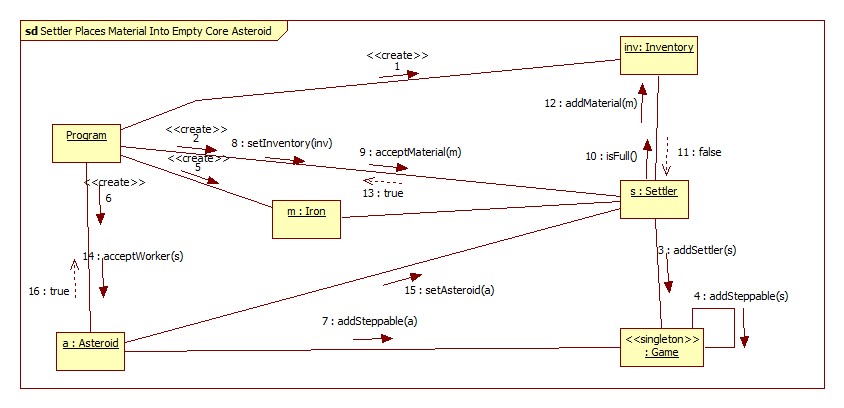 sd Settler Places Material Into Empty Core Asteroid
inv: Inventory
<<create>>
1
12 : addMaterial(m)
Program
<<create>>
2
8 : setInventory(inv)
9 : acceptMaterial(m)
10 : isFull()
11 : false
<<create>>
5
13 : true
<<create>>
6
s : Settler
m : Iron
14 : acceptWorker(s)
3 : addSettler(s)
16 : true
15 : setAsteroid(a)
4 : addSteppable(s)
7 : addSteppable(a)
a : Asteroid
<<singleton>>
: Game